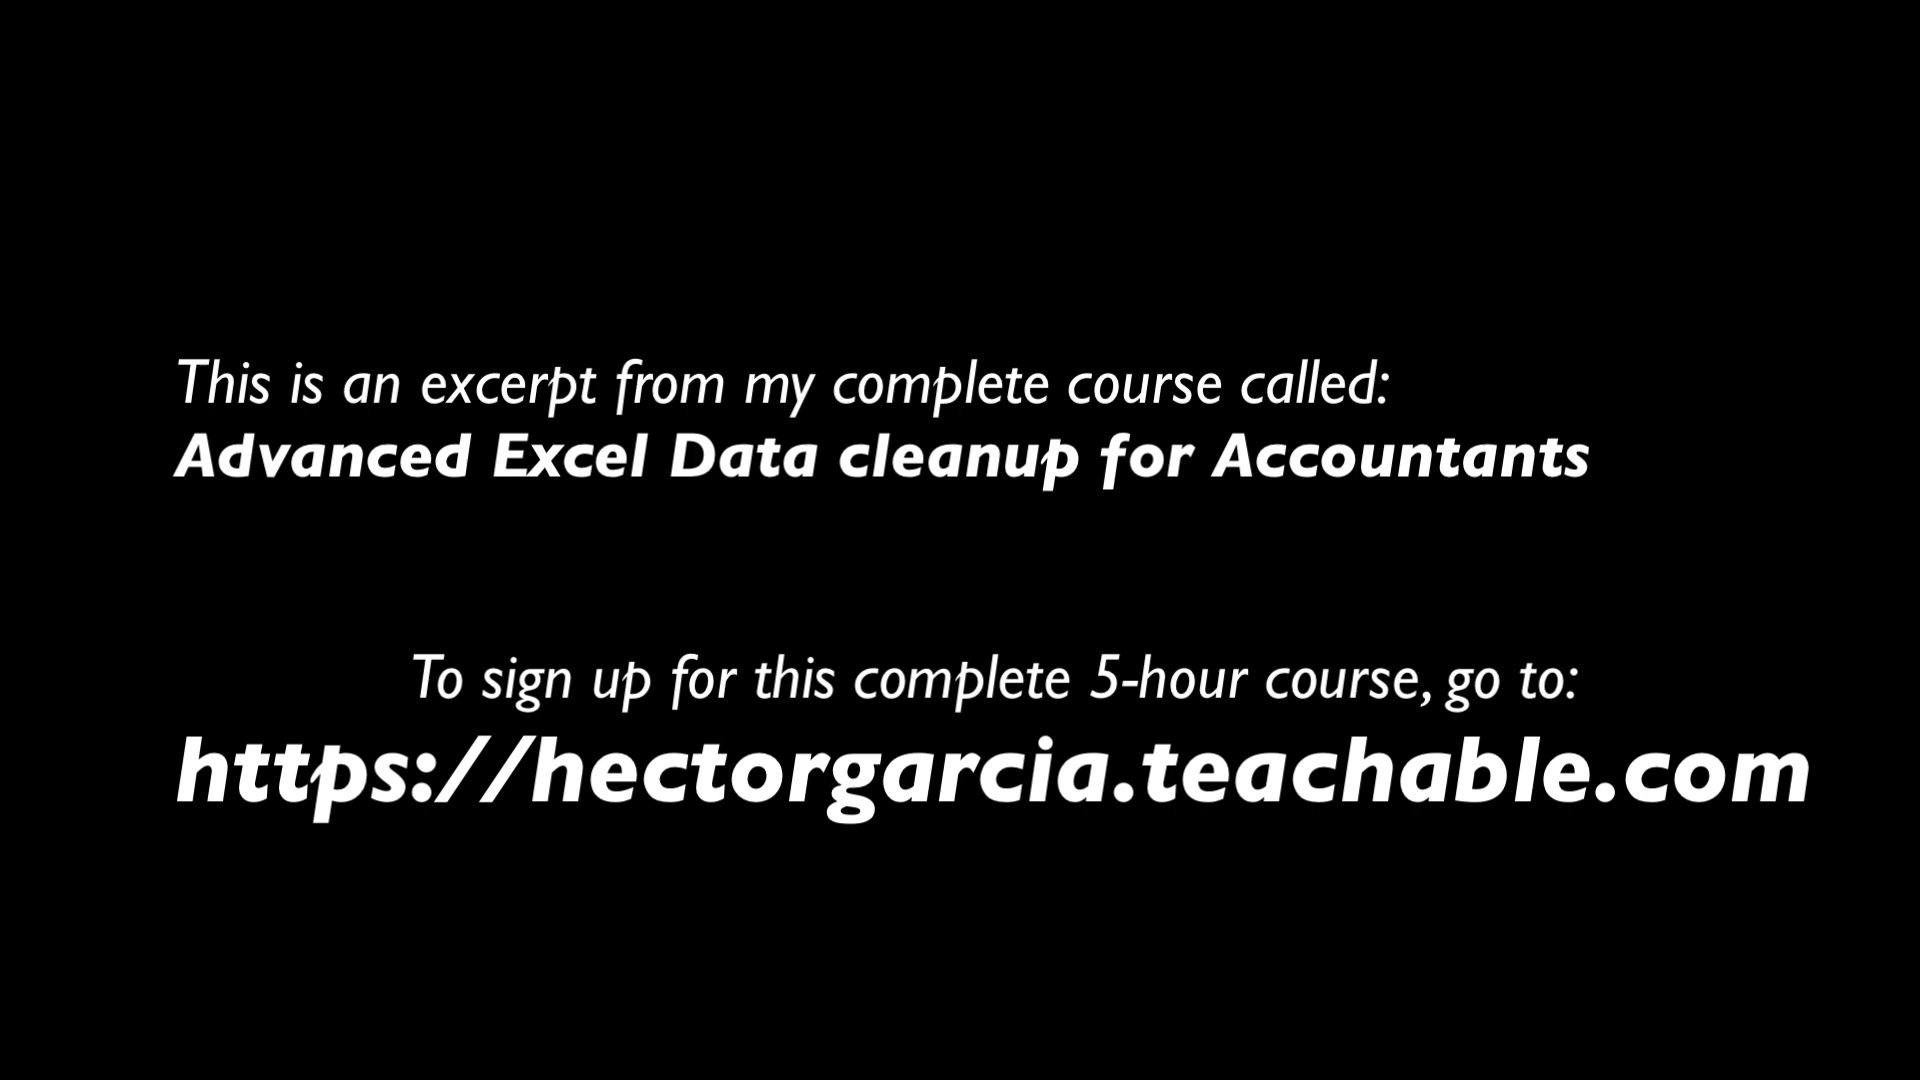 This is an excerpt from my complete course called:
Advanced Excel Data cleanup for Accountants
To sign up for this complete 5-hour course, go to:
https://hectorgarcia.teachable.com